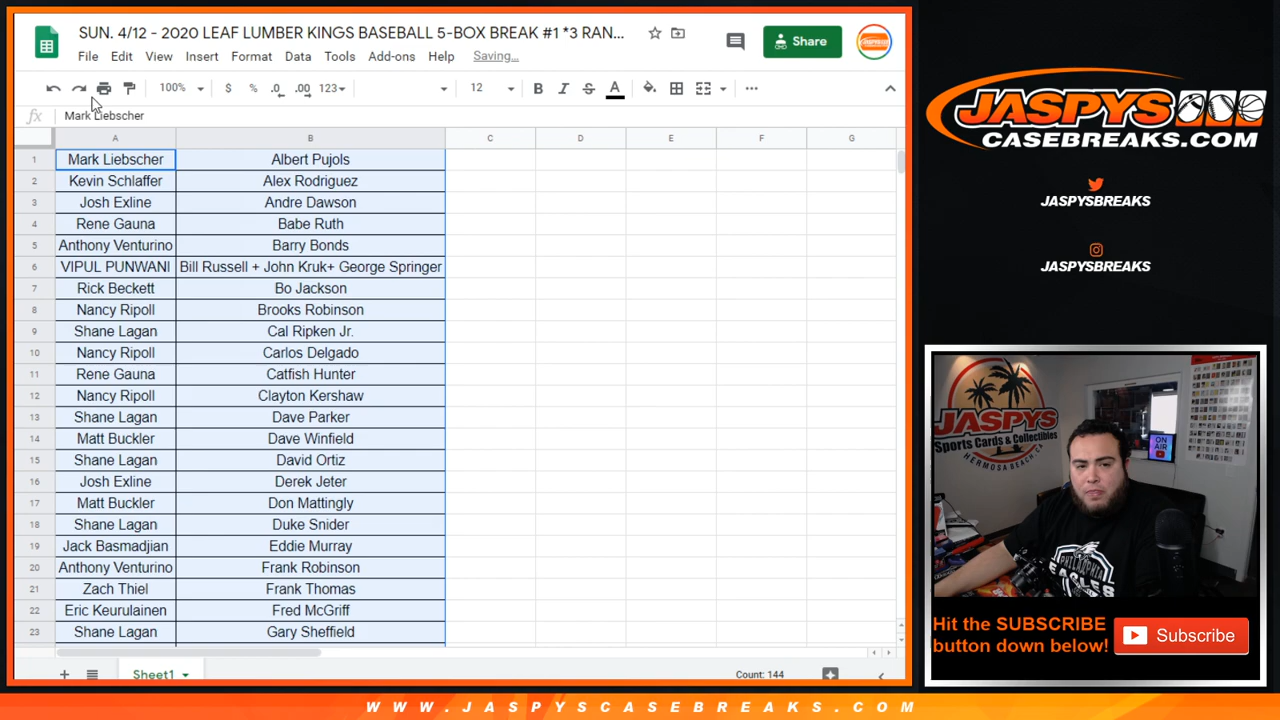 SUN. 4/12 - 2020 LEAF LUMBER KINGS BASEBALL 5-BOX BREAK #1 *3 RAN...
File Edit View Insert Format Data Tools Add-ons Help Saving...
Share
100% $ % .0 .00 123 12 B I S A
fx Mark Liebscher
A B C D E F G
1 Mark Liebscher Albert Pujols
2 Kevin Schlaffer Alex Rodriguez
3 Josh Exline Andre Dawson
4 Rene Gauna Babe Ruth
5 Anthony Venturino Barry Bonds
6 VIPUL PUNWANI Bill Russell + John Kruk+ George Springer
7 Rick Beckett Bo Jackson
8 Nancy Ripoll Brooks Robinson
9 Shane Lagan Cal Ripken Jr.
10 Nancy Ripoll Carlos Delgado
11 Rene Gauna Catfish Hunter
12 Nancy Ripoll Clayton Kershaw
13 Shane Lagan Dave Parker
14 Matt Buckler Dave Winfield
15 Shane Lagan David Ortiz
16 Josh Exline Derek Jeter
17 Matt Buckler Don Mattingly
18 Shane Lagan Duke Snider
19 Jack Basmadjian Eddie Murray
20 Anthony Venturino Frank Robinson
21 Zach Thiel Frank Thomas
22 Eric Keurulainen Fred McGriff
23 Shane Lagan Gary Sheffield
Sheet1 Count: 144
JASPYS
CASEBREAKS.COM
JASPYSBREAKS
JASPYSBREAKS
JASPYS
Sports Cards & Collectibles
HERMOSA BEACH, CA
ON
AIR
PHILADELPHIA
EAGLES
Hit the SUBSCRIBE
button down below!
Subscribe
WWW.JASPYSCASEBREAKS.COM